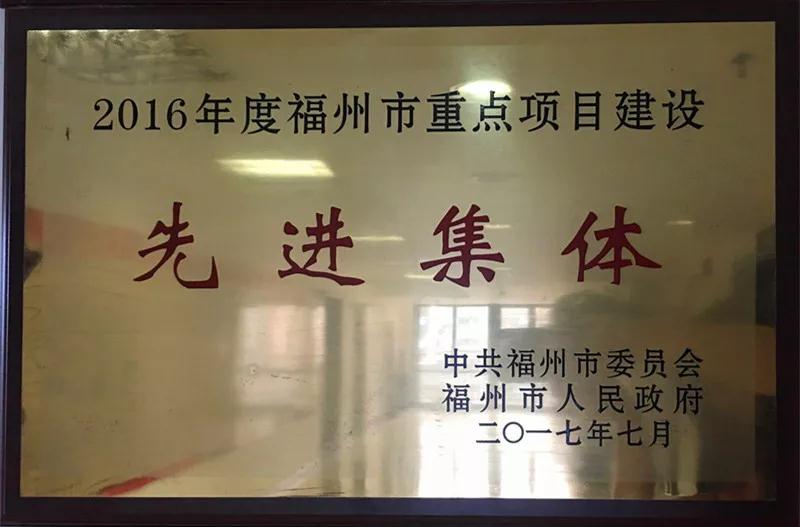 2016年度福州市重点项目建设
先进集体
中共福州市委员会
福州市人民政府
二〇一七年七月